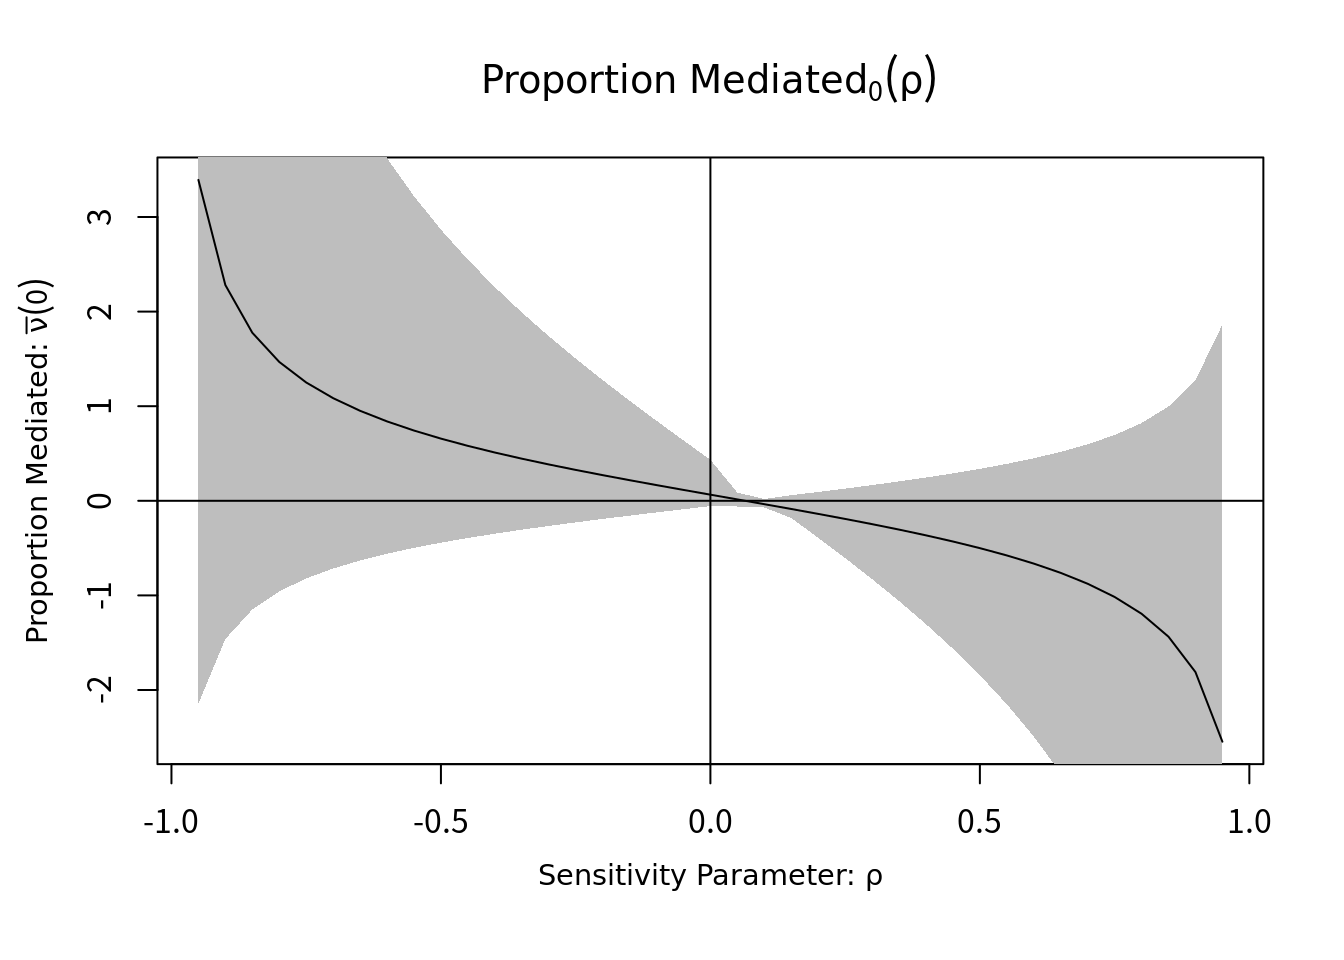 Proportion Mediated₀(ρ)
Proportion Mediated: ν̅(0)
3
2
1
0
-1
-2
-1.0 -0.5 0.0 0.5 1.0
Sensitivity Parameter: ρ